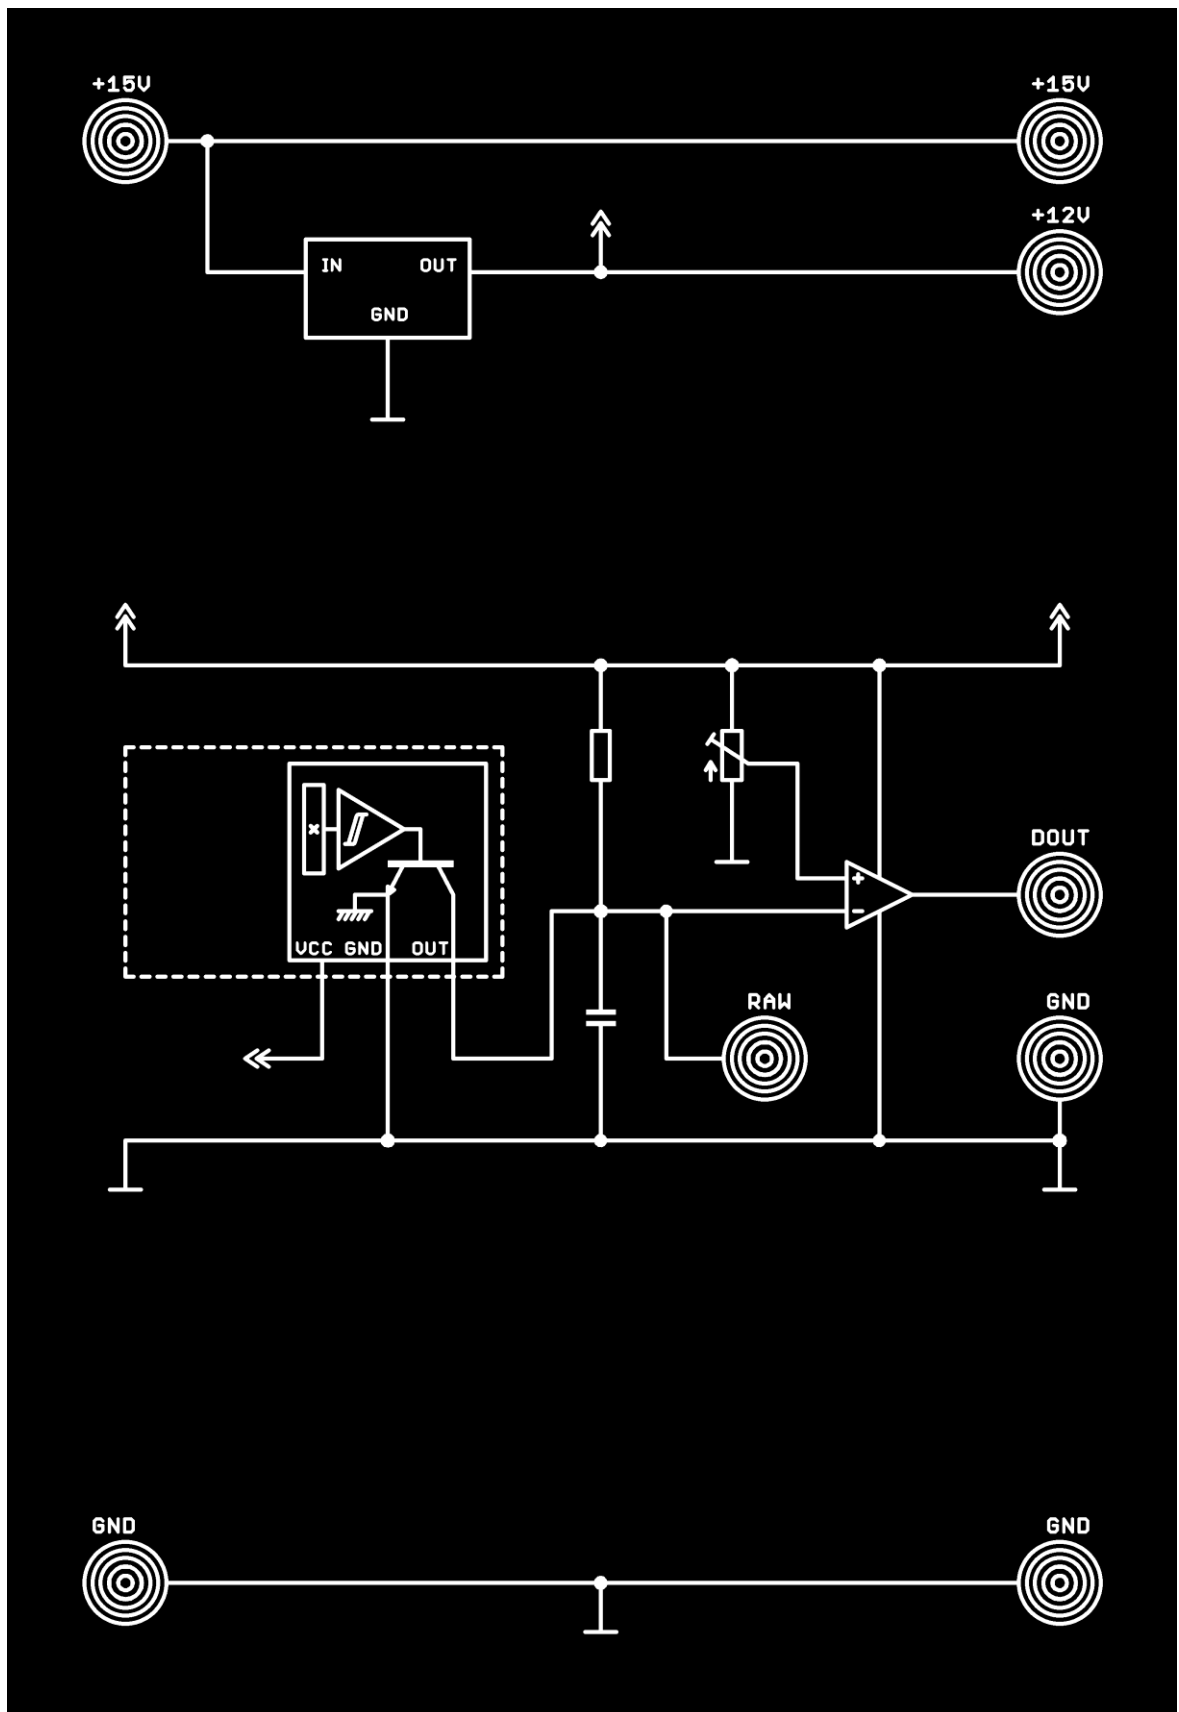 +15V
+15V
+12V
IN OUT
GND
DOUT
VCC GND OUT
RAW
GND
GND
GND